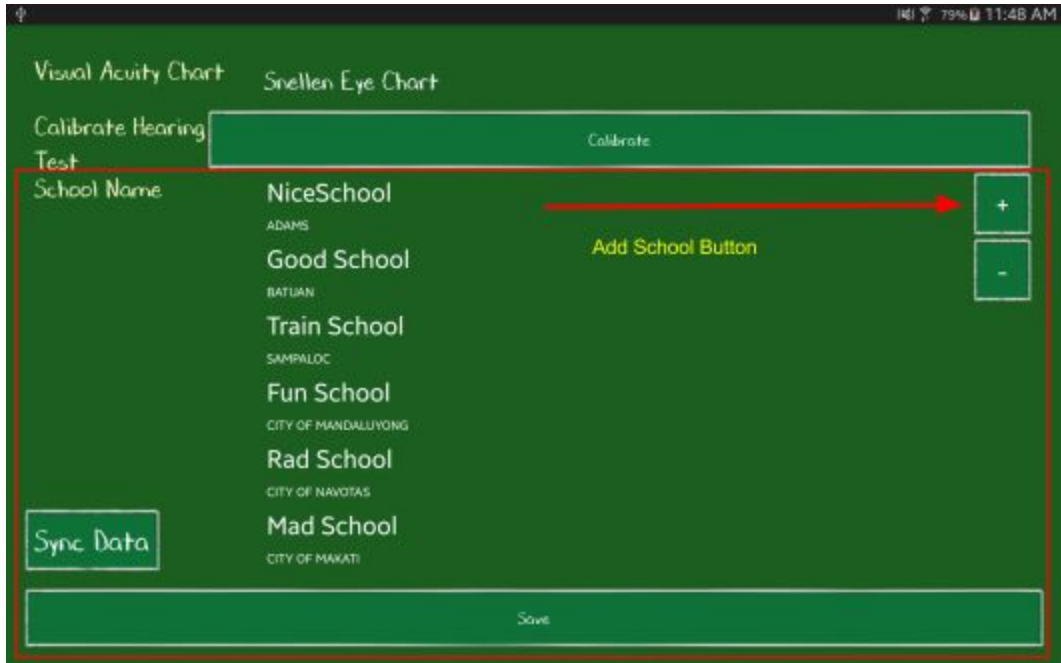 79% 11:48 AM
Visual Acuity Chart
Snellen Eye Chart
Calibrate Hearing
Test
Calibrate
School Name
NiceSchool
ADAMS
Good School
BATUAN
Train School
SAMPALOC
Fun School
CITY OF MANDALUYONG
Rad School
CITY OF NAVOTAS
Mad School
CITY OF MAKATI
+
Add School Button
-
Sync Data
Save